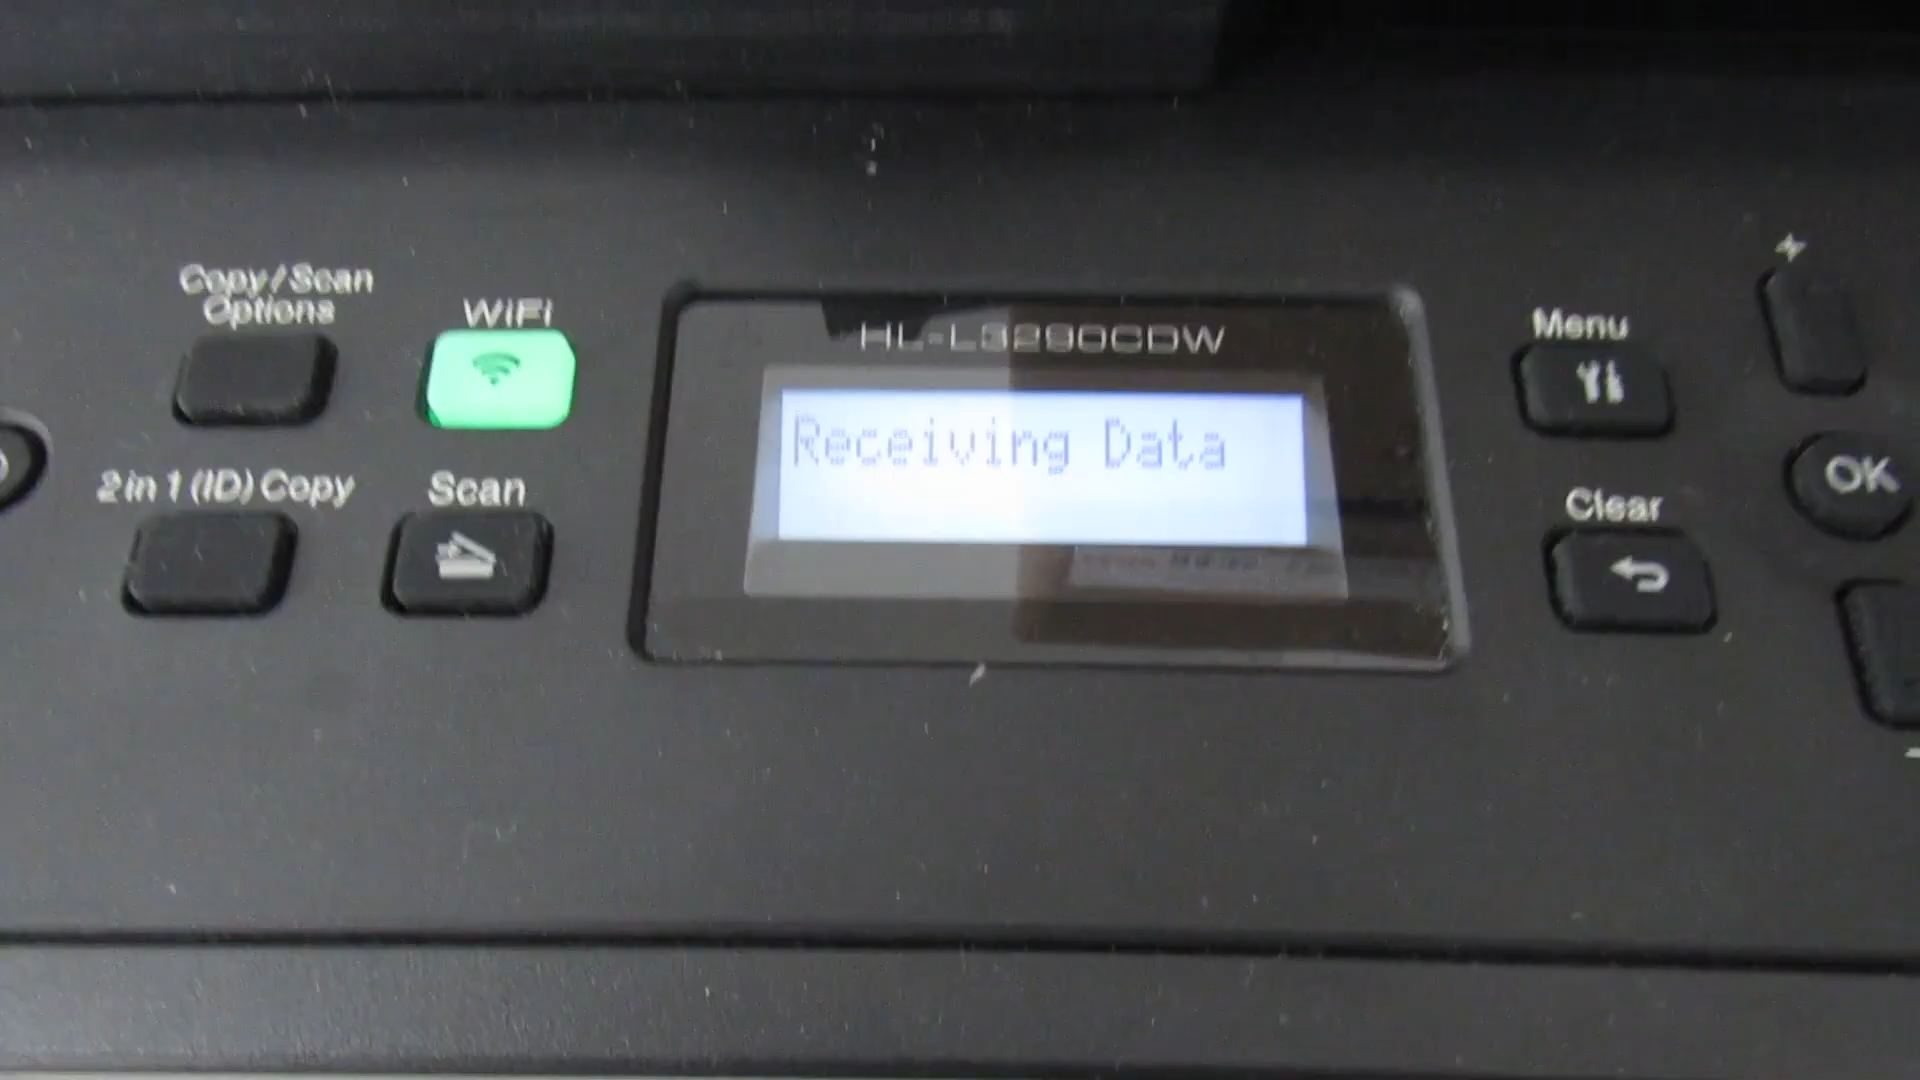 Copy/Scan
Options
WiFi
HL-L3290CDW
Receiving Data
Menu
OK
2 in 1 (ID) Copy
Scan
Clear